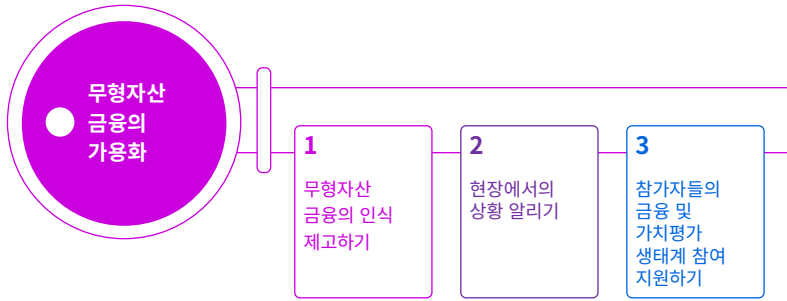 무형자산
금융의
가용화
1
무형자산
금융의 인식
제고하기
2
현장에서의
상황 알리기
3
참가자들의
금융 및
가치평가
생태계 참여
지원하기